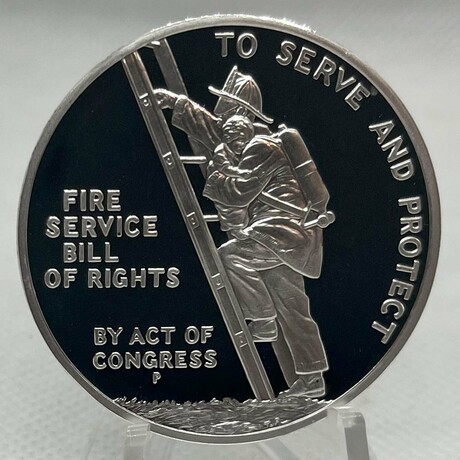 TO SERVE AND PROTECT
FIRE
SERVICE
BILL
OF RIGHTS
BY ACT OF
CONGRESS
P